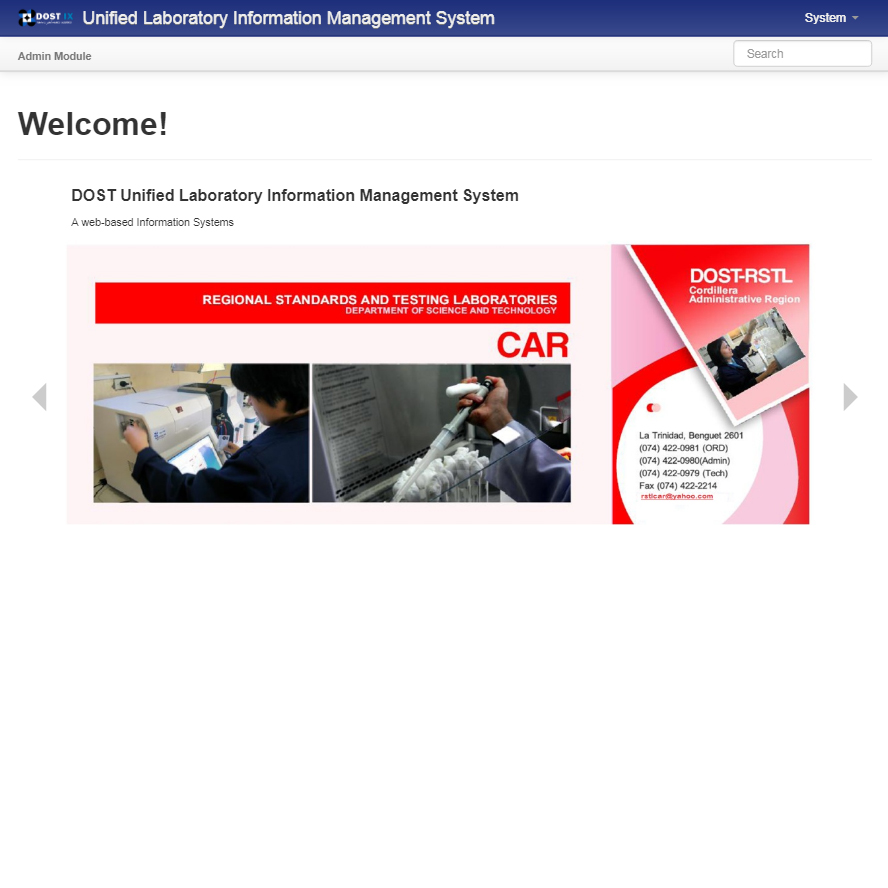 DOST IX
Unified Laboratory Information Management System
System
Admin Module
Search
Welcome!
DOST Unified Laboratory Information Management System
A web-based Information Systems
REGIONAL STANDARDS AND TESTING LABORATORIES
DEPARTMENT OF SCIENCE AND TECHNOLOGY
CAR
DOST-RSTL
Cordillera
Administrative Region
La Trinidad, Benguet 2601
(074) 422-0981 (ORD)
(074) 422-0980(Admin)
(074) 422-0979 (Tech)
Fax (074) 422-2214
rstlcar@yahoo.com